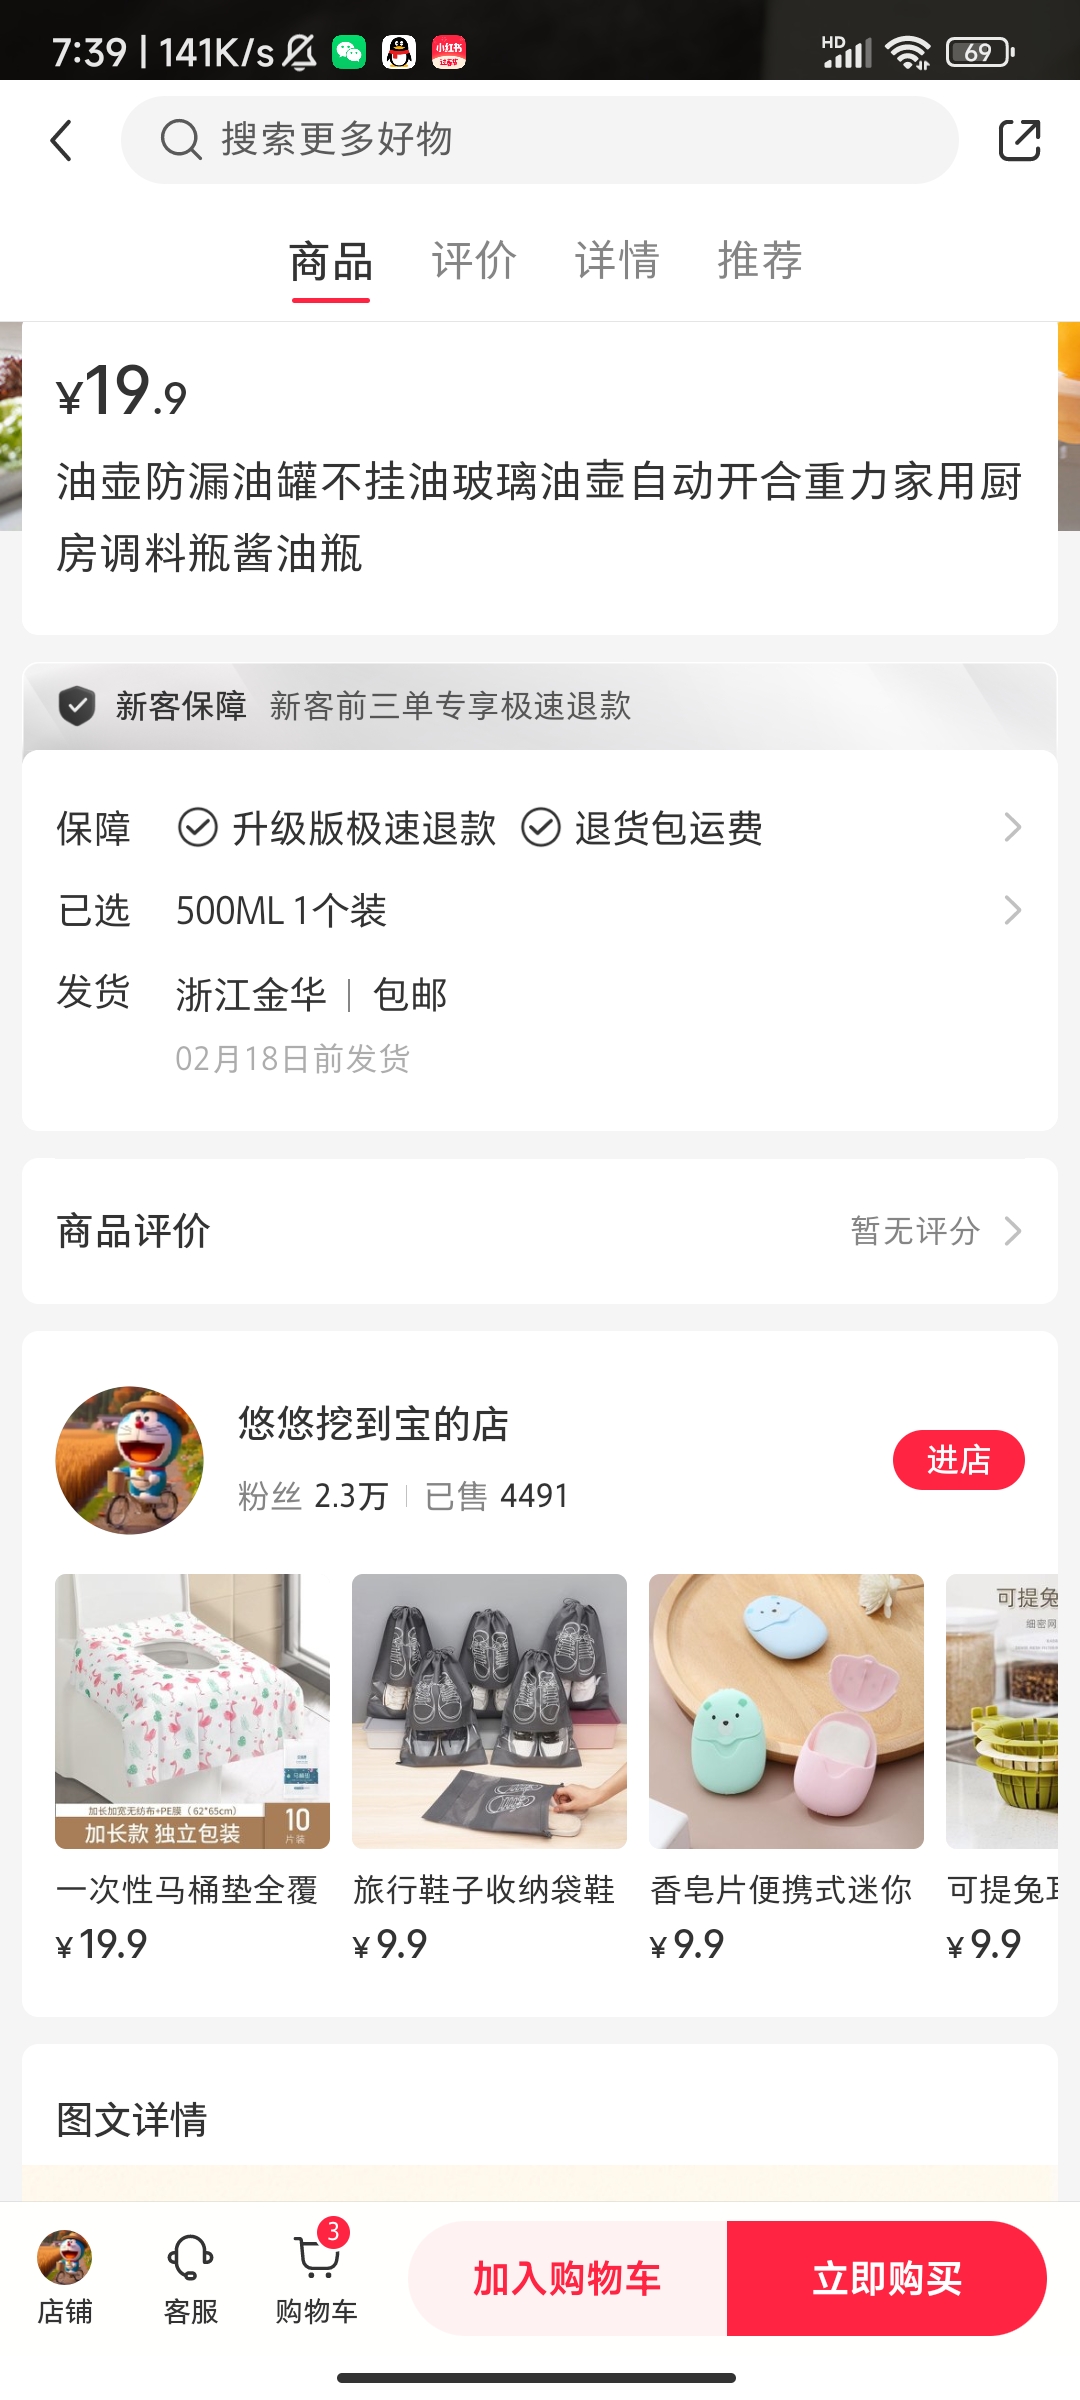 7:39 | 141K/s
HD
69
搜索更多好物
商品 评价 详情 推荐
¥19.9
油壶防漏油罐不挂油玻璃油壶自动开合重力家用厨
房调料瓶酱油瓶
新客保障 新客前三单专享极速退款
保障 升级版极速退款 退货包运费
已选 500ML 1个装
发货 浙江金华 | 包邮
02月18日前发货
商品评价 暂无评分
悠悠挖到宝的店
粉丝 2.3万 | 已售 4491
进店
加长加宽无纺布+PE膜（62*65cm）
加长款 独立包装
10
片装
可提兔
细密网
一次性马桶垫全覆
¥19.9
旅行鞋子收纳袋鞋
¥9.9
香皂片便携式迷你
¥9.9
可提兔耳
¥9.9
图文详情
店铺
客服
3
购物车
加入购物车
立即购买